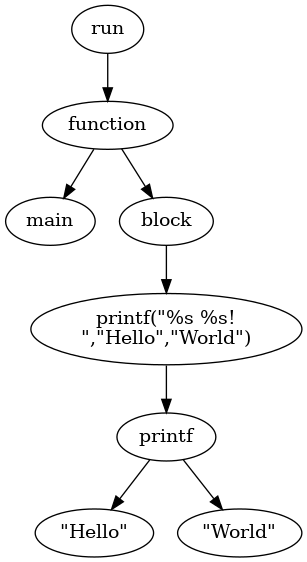 run
function
main
block
printf("%s %s!
","Hello","World")
printf
"Hello"
"World"